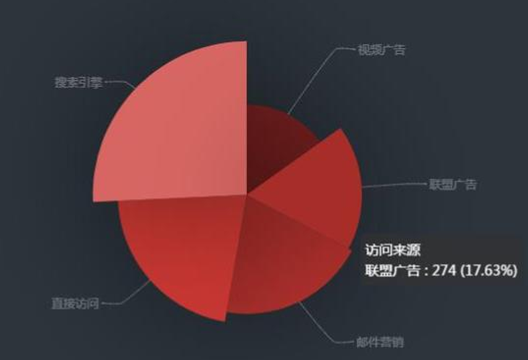 视频广告
搜索引擎
联盟广告
访问来源
联盟广告 : 274 (17.63%)
直接访问
邮件营销